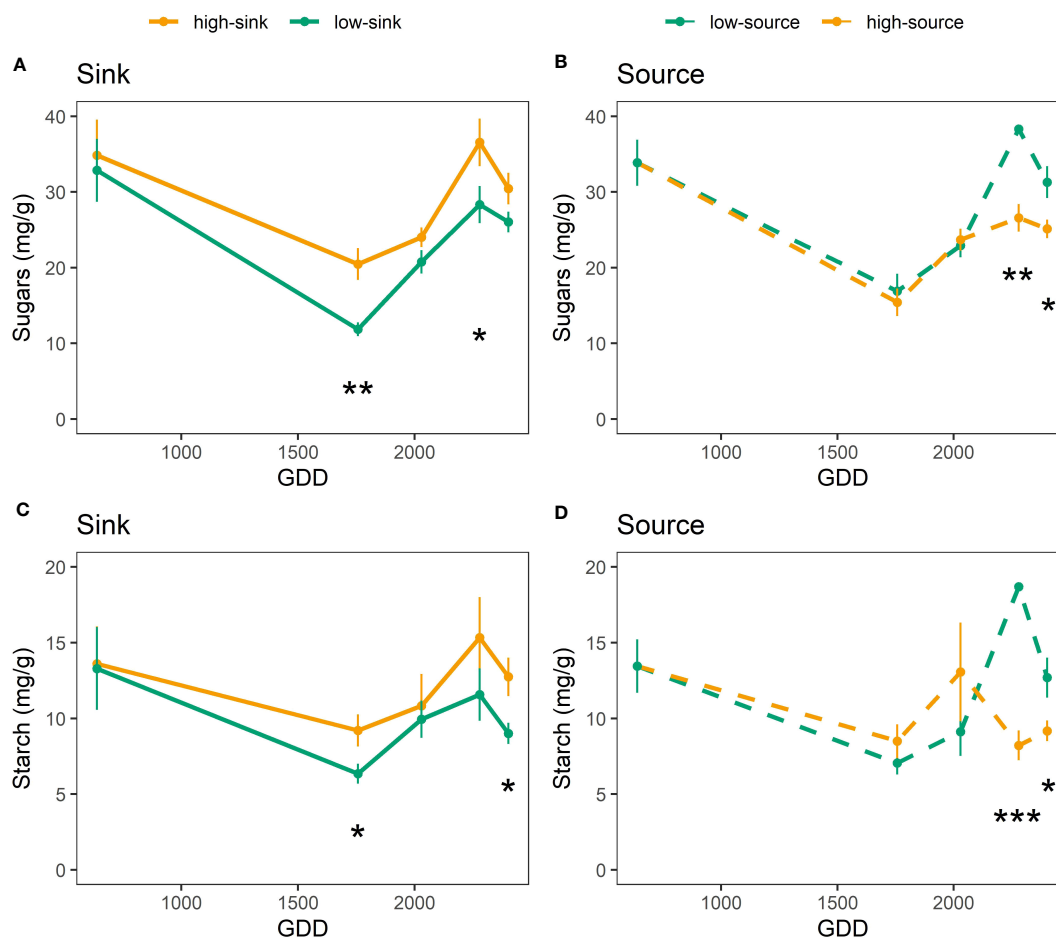 high-sink low-sink low-source high-source
A B
Sink Source
40 40
30 30
20 20
10 10
0 0
Sugars (mg/g) Sugars (mg/g)
** * ** *
1000 1500 2000 1000 1500 2000
GDD GDD
C D
Sink Source
20 20
15 15
10 10
5 5
0 0
Starch (mg/g) Starch (mg/g)
* * *** *
1000 1500 2000 1000 1500 2000
GDD GDD